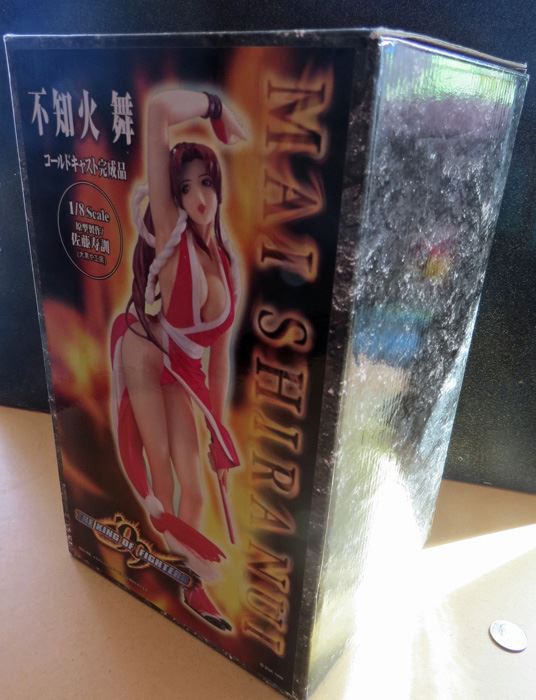 不知火 舞
コールドキャスト完成品
1/8 Scale
原型製作/
佐藤寿訓
MAI SHIRANUI
THE KING OF FIGHTERS